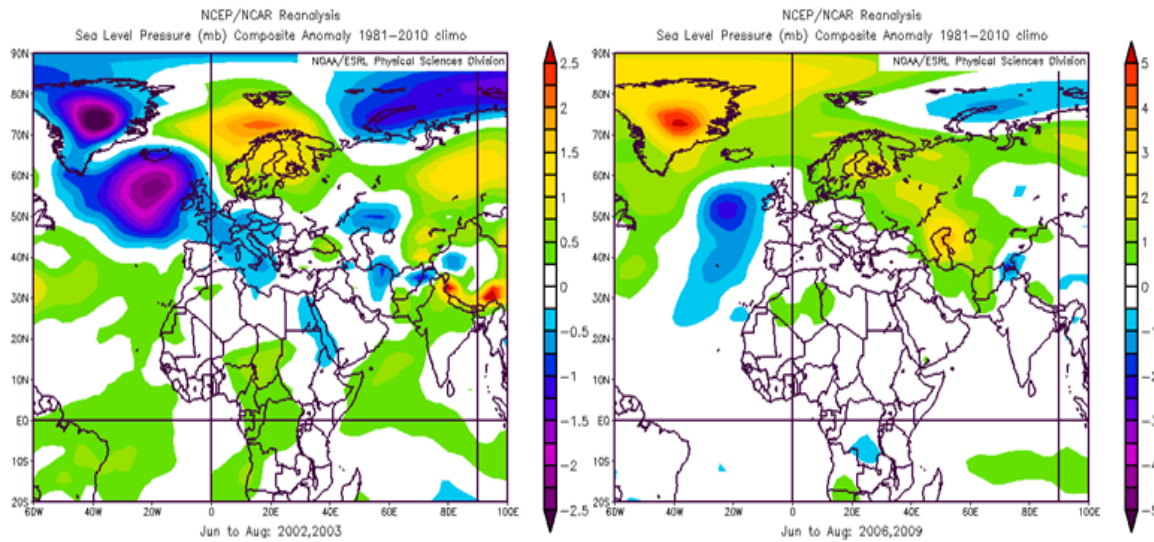 NCEP/NCAR Reanalysis
Sea Level Pressure (mb) Composite Anomaly 1981-2010 climo
NOAA/ESRL Physical Sciences Division
90N
80N
70N
60N
50N
40N
30N
20N
10N
EQ
10S
20S
60W 40W 20W 0 20E 40E 60E 80E 100E
Jun to Aug: 2002,2003
2.5
2
1.5
1
0.5
0
-0.5
-1
-1.5
-2
-2.5
NCEP/NCAR Reanalysis
Sea Level Pressure (mb) Composite Anomaly 1981-2010 climo
NOAA/ESRL Physical Sciences Division
90N
80N
70N
60N
50N
40N
30N
20N
10N
EQ
10S
20S
60W 40W 20W 0 20E 40E 60E 80E 100E
Jun to Aug: 2006,2009
5
4
3
2
1
0
-1
-2
-3
-4
-5